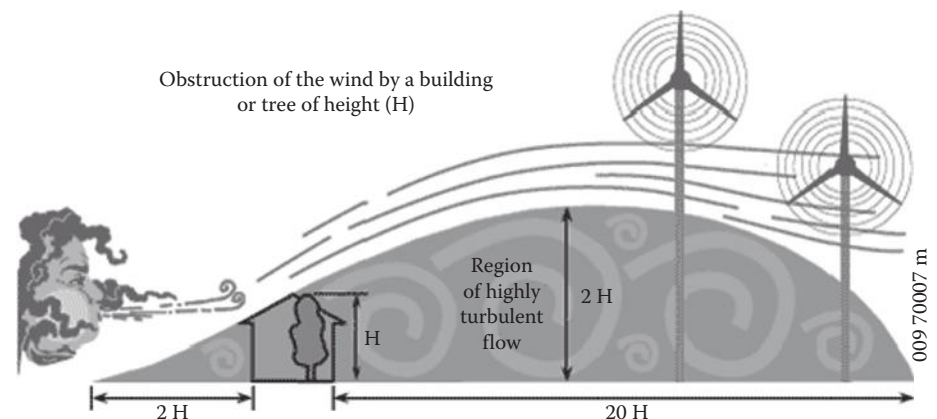 Obstruction of the wind by a building
or tree of height (H)
Region
of highly
turbulent
flow
2 H
H
009 70007 m
2 H
20 H